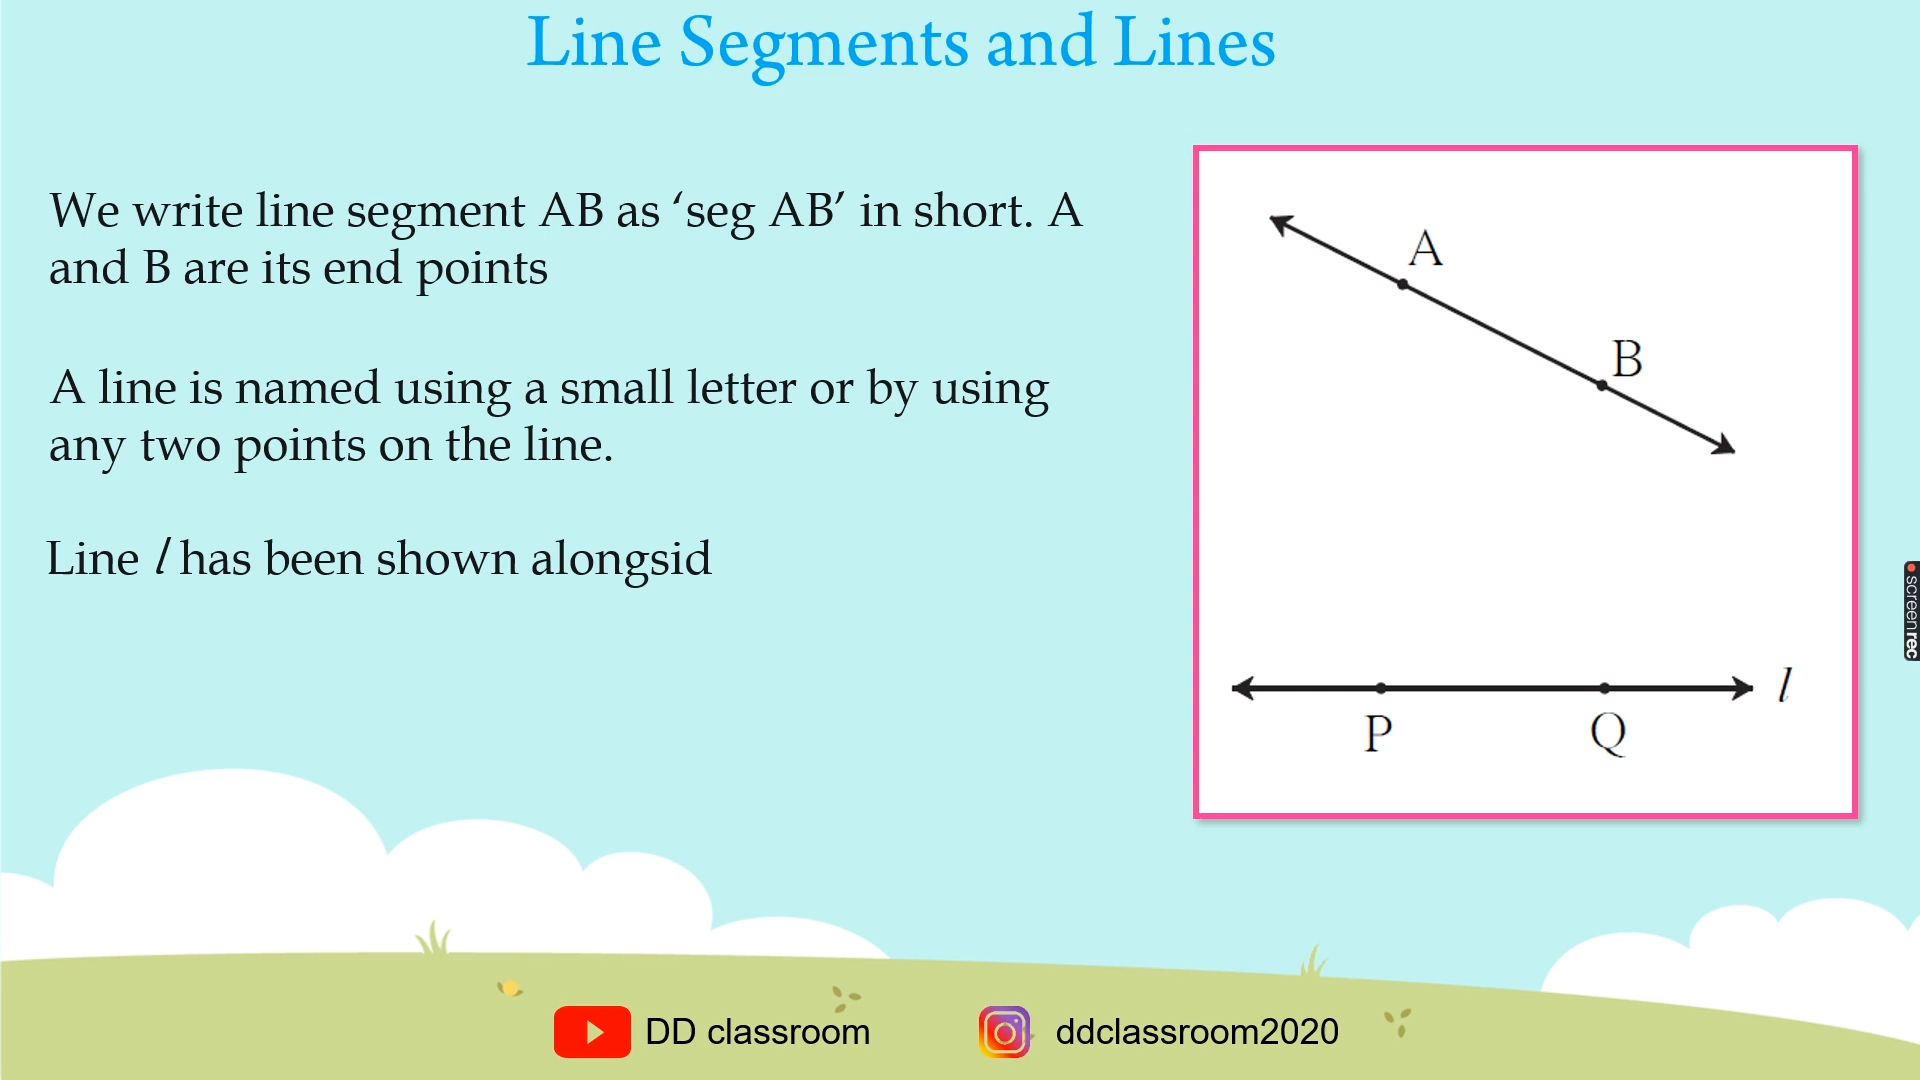 Line Segments and Lines
We write line segment AB as ‘seg AB’ in short. A
and B are its end points
A line is named using a small letter or by using
any two points on the line.
Line l has been shown alongsid
A
B
l
P
Q
screenrec
DD classroom
ddclassroom2020